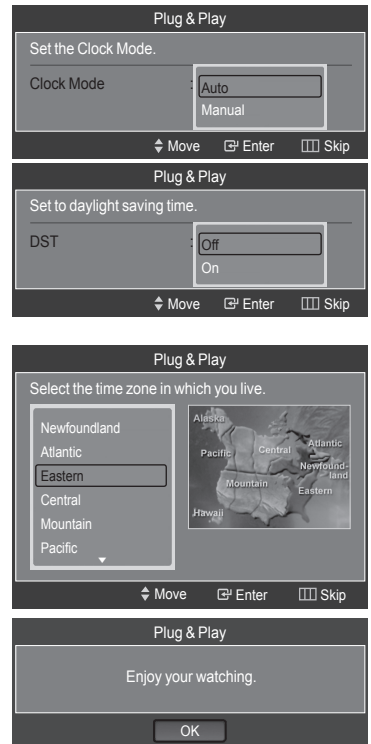 Plug & Play
Set the Clock Mode.
Clock Mode : Auto
Manual
Move Enter Skip
Plug & Play
Set to daylight saving time.
DST : Off
On
Move Enter Skip
Plug & Play
Select the time zone in which you live.
Newfoundland
Atlantic
Eastern
Central
Mountain
Pacific
Alaska
Pacific
Central
Atlantic
Newfound-
land
Mountain
Eastern
Hawaii
Move Enter Skip
Plug & Play
Enjoy your watching.
OK